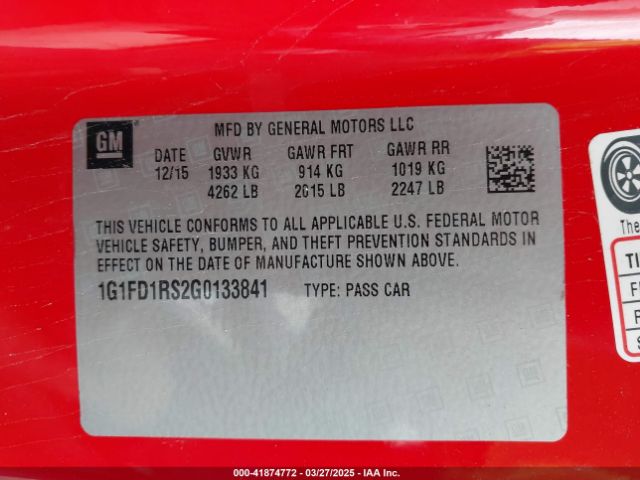 GM
MFD BY GENERAL MOTORS LLC
DATE GVWR GAWR FRT GAWR RR
12/15 1933 KG 914 KG 1019 KG
4262 LB 2015 LB 2247 LB
THIS VEHICLE CONFORMS TO ALL APPLICABLE U.S. FEDERAL MOTOR
VEHICLE SAFETY, BUMPER, AND THEFT PREVENTION STANDARDS IN
EFFECT ON THE DATE OF MANUFACTURE SHOWN ABOVE.
1G1FD1RS2G0133841 TYPE: PASS CAR
The
TI
000-41874772 — 03/27/2025 — IAA Inc. Copyright